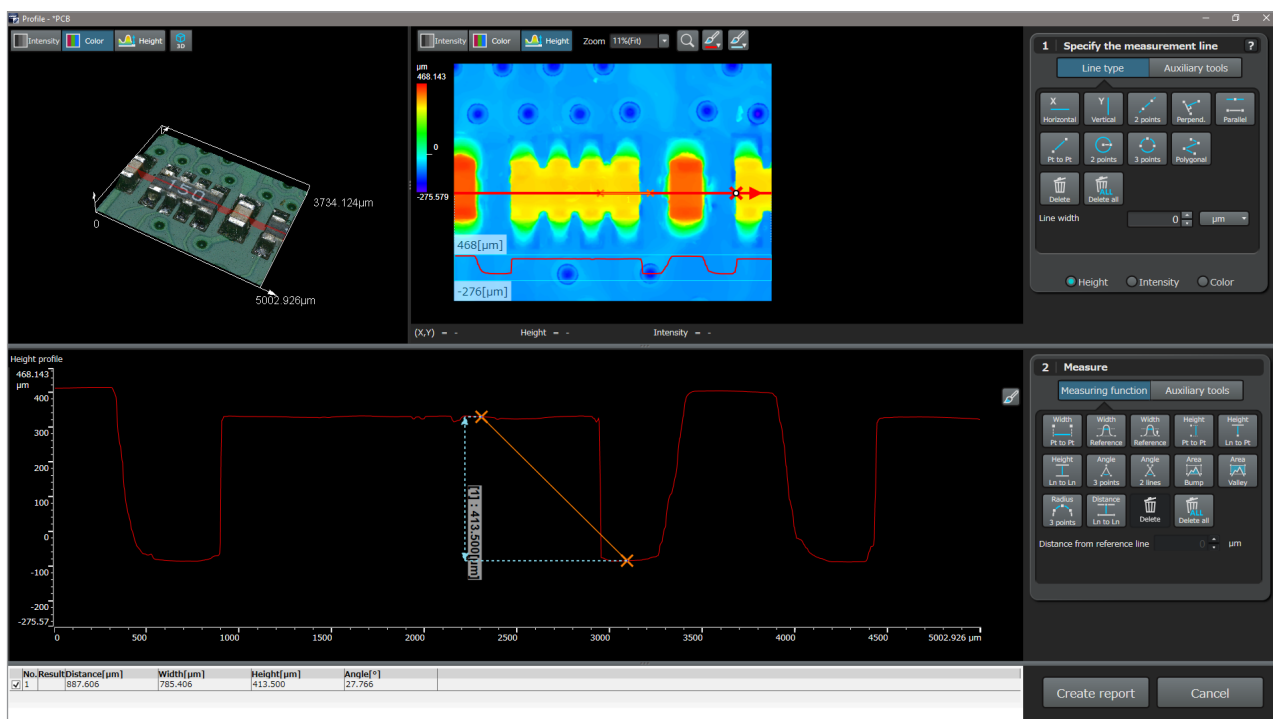 Profile - *PCB
Intensity Color Height 3D
0
3734.124µm
5002.926µm
150
Intensity Color Height Zoom 11%(Fit)
µm
468.143
0
-275.579
468[µm]
-276[µm]
(X,Y) = - Height = - Intensity = -
1 Specify the measurement line ?
Line type Auxiliary tools
X Horizontal
Y Vertical
2 points
Perpend.
Parallel
Pt to Pt
2 points
3 points
Polygonal
Delete
ALL Delete all
Line width 0 µm
Height Intensity Color
Height profile
468.143
µm
400
300
200
100
0
-100
-200
-275.57
[1] : 413.500[µm]
0 500 1000 1500 2000 2500 3000 3500 4000 4500 5002.926 µm
2 Measure
Measuring function Auxiliary tools
Width Pt to Pt
Width Reference
Width Reference
Height Pt to Pt
Height Ln to Pt
Height Ln to Ln
Angle 3 points
Angle 2 lines
Area Bump
Area Valley
Radius 3 points
Distance Ln to Ln
Delete
ALL Delete all
Distance from reference line 0 µm
No. Result Distance[µm] Width[µm] Height[µm] Angle[°]
1 887.606 785.406 413.500 27.766
Create report Cancel